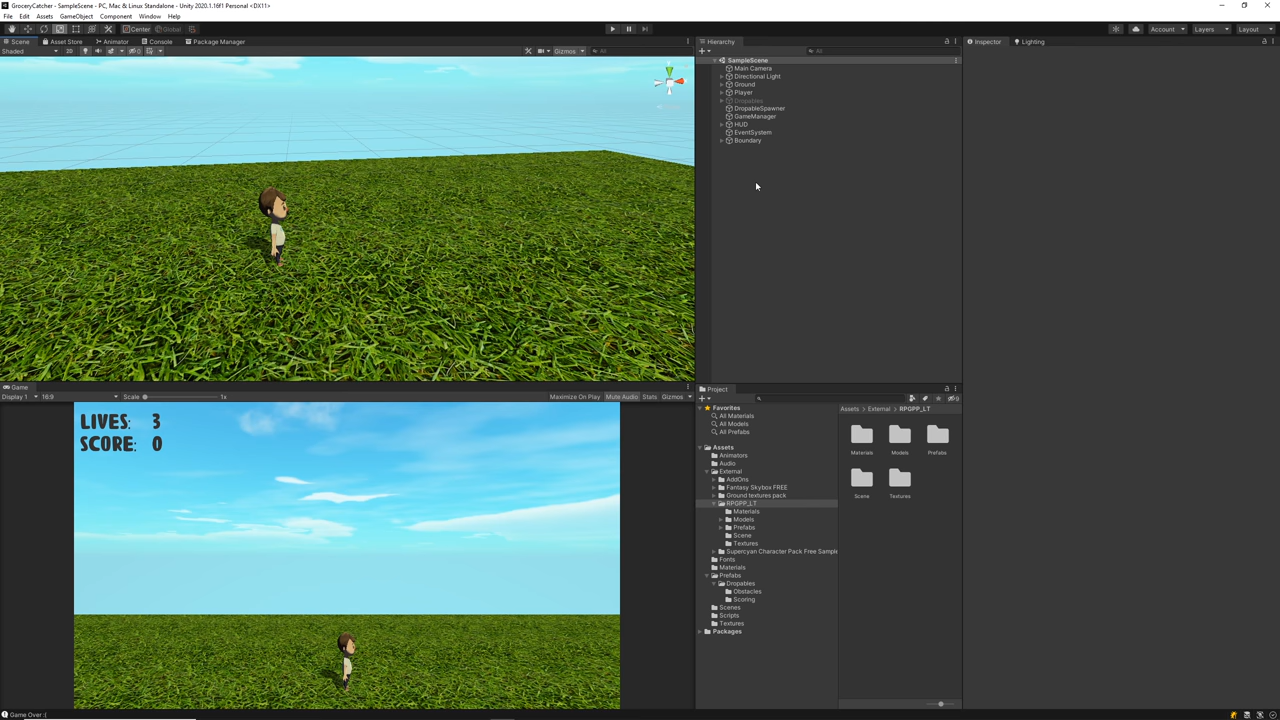 GroceryCatcher - SampleScene - PC, Mac & Linux Standalone - Unity 2020.1.16f1 Personal <DX11>
File Edit Assets GameObject Component Window Help
Center Global Account Layers Layout
Scene Asset Store Animator Console Package Manager
Shaded 2D 0 Gizmos All
LIVES: 3
SCORE: 0
Game
Display 1 16:9 Scale 1x Maximize On Play Mute Audio Stats Gizmos
Hierarchy
All
SampleScene
Main Camera
Directional Light
Ground
Player
Dropables
DropableSpawner
GameManager
HUD
EventSystem
Boundary
Inspector Lighting
Project
9
Favorites
All Materials
All Models
All Prefabs
Assets
Animators
Audio
External
AddOns
Fantasy Skybox FREE
Ground textures pack
RPGPP_LT
Materials
Models
Prefabs
Scene
Textures
Supercyan Character Pack Free Sample
Fonts
Materials
Prefabs
Dropables
Obstacles
Scoring
Scenes
Scripts
Textures
Packages
Assets > External > RPGPP_LT
Materials Models Prefabs
Scene Textures
Game Over :(